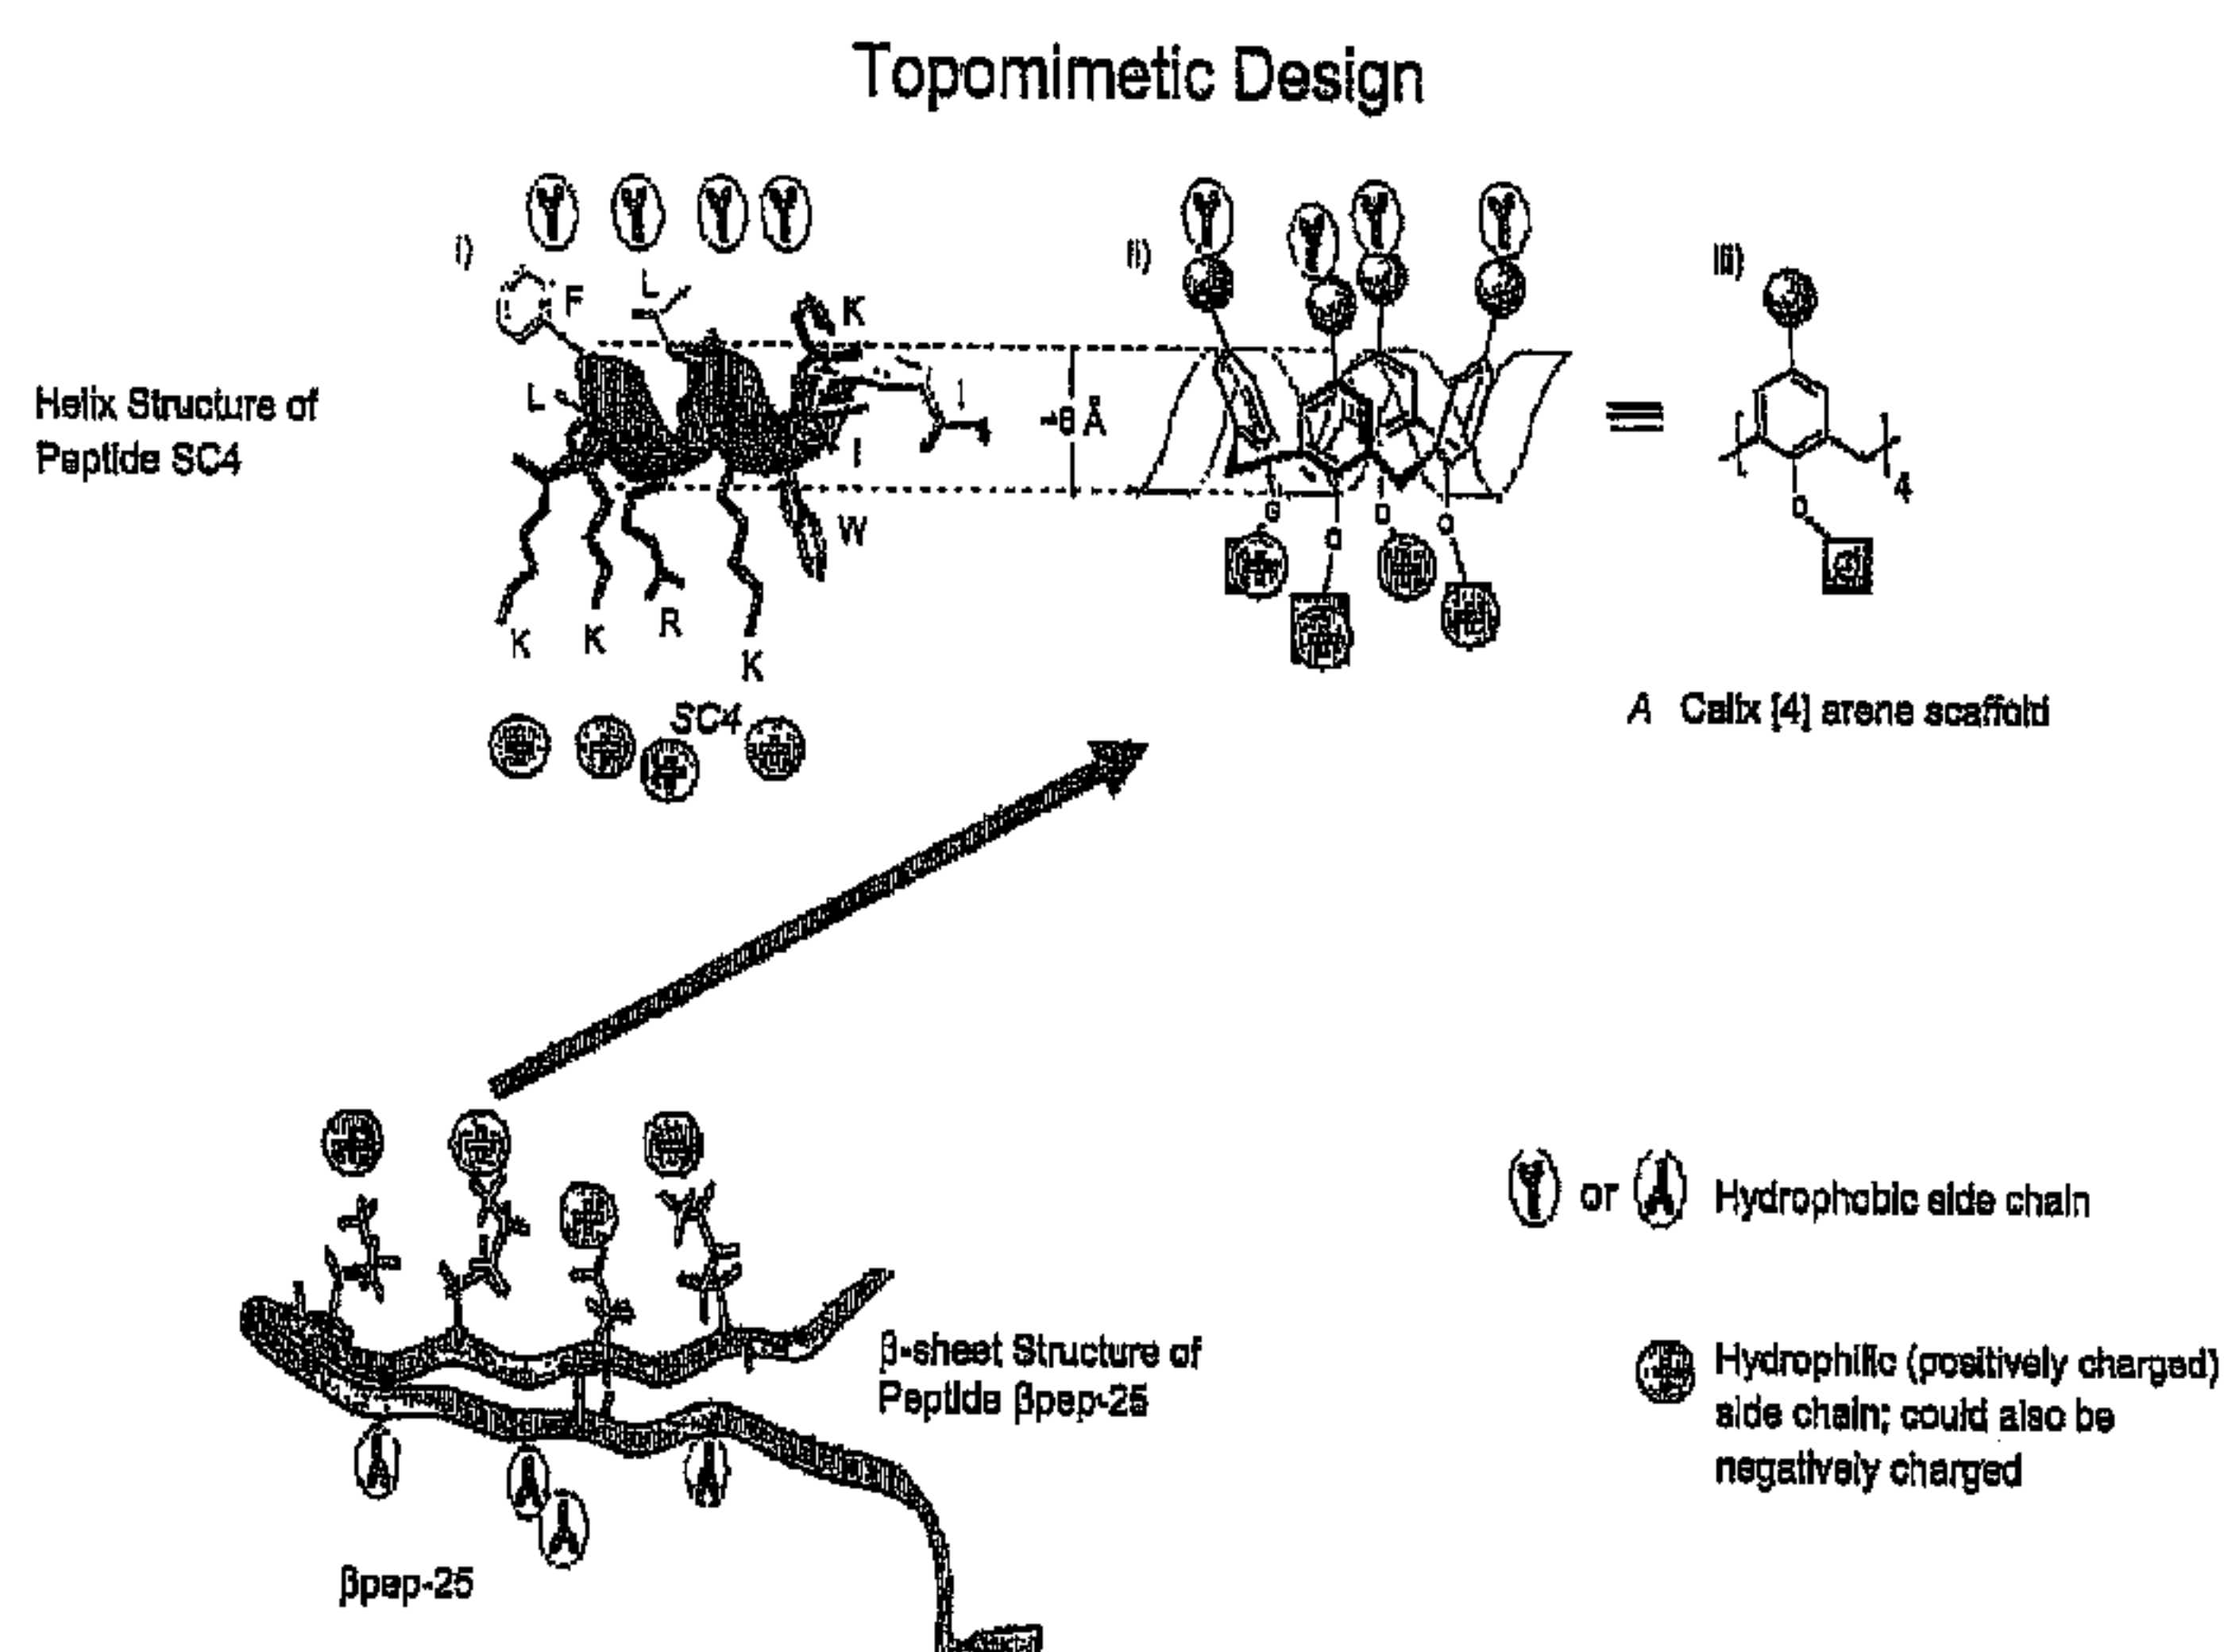 Topomimetic Design
i)
F
L
K
L
I
I
W
K
K
R
K
SC4
Helix Structure of
Peptide SC4
~8 Å
ii)
O
O
O
O
iii)
O
4
A Calix [4] arene scaffold
β-sheet Structure of
Peptide βpep-25
βpep-25
or
Hydrophobic side chain
Hydrophilic (positively charged)
side chain; could also be
negatively charged